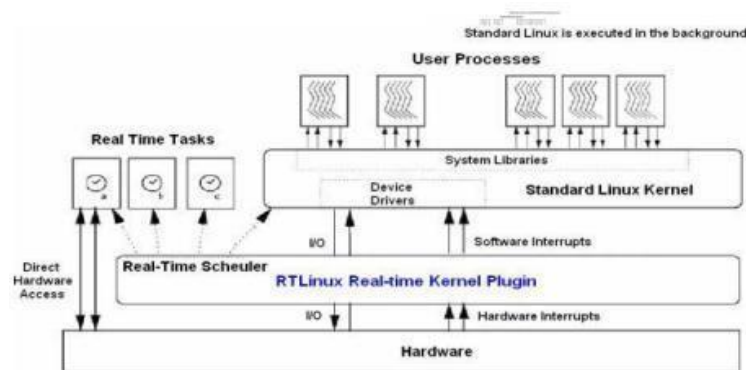 Standard Linux is executed in the background
User Processes
Real Time Tasks
System Libraries
a
b
c
Device
Drivers
Standard Linux Kernel
I/O
Software Interrupts
Direct
Hardware
Access
Real-Time Scheuler
RTLinux Real-time Kernel Plugin
I/O
Hardware Interrupts
Hardware